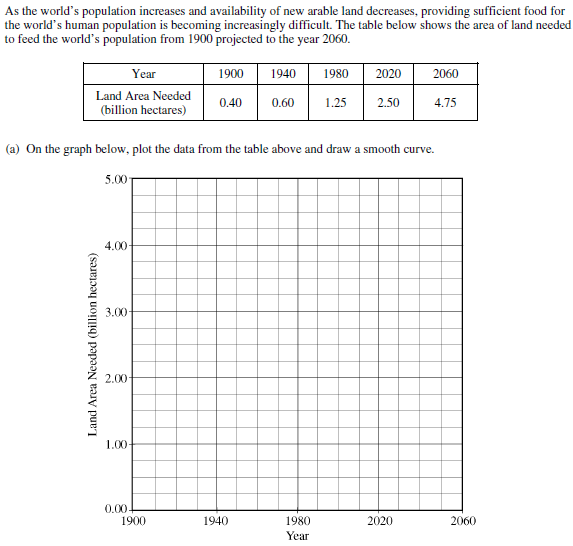 As the world's population increases and availability of new arable land decreases, providing sufficient food for
the world's human population is becoming increasingly difficult. The table below shows the area of land needed
to feed the world's population from 1900 projected to the year 2060.
Year 1900 1940 1980 2020 2060
Land Area Needed
(billion hectares) 0.40 0.60 1.25 2.50 4.75
(a) On the graph below, plot the data from the table above and draw a smooth curve.
Land Area Needed (billion hectares)
5.00
4.00
3.00
2.00
1.00
0.00
1900 1940 1980 2020 2060
Year